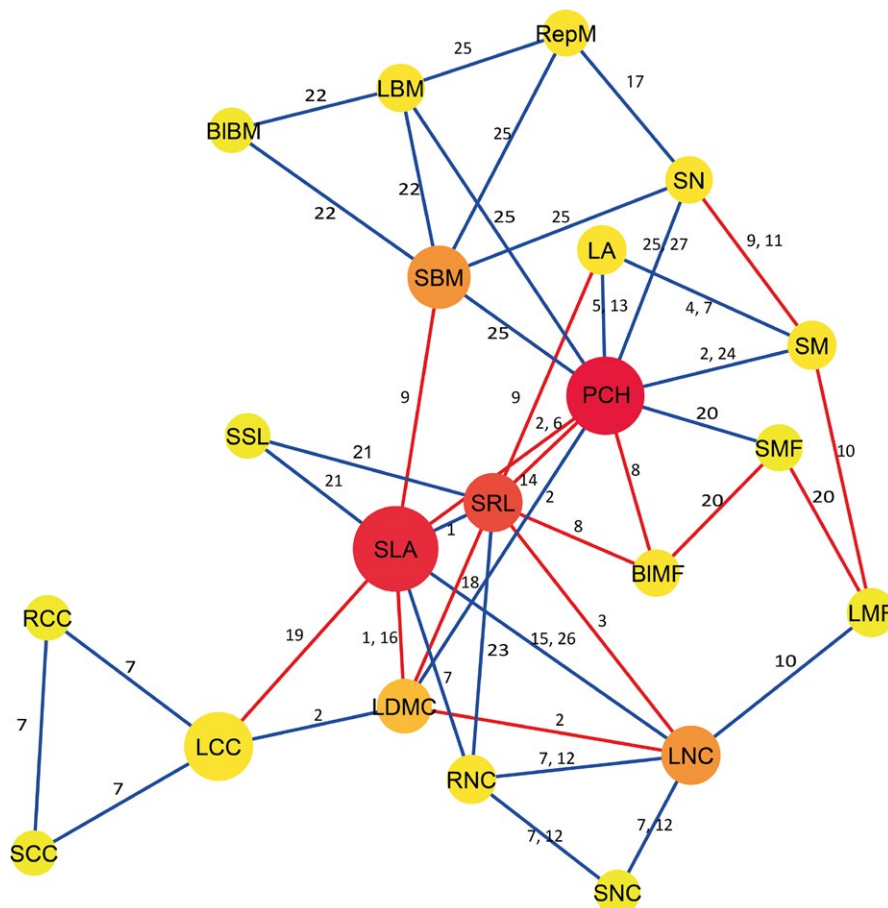 RepM
25
LBM
17
22
BIBM
25
SN
22
22
25
25
25, 27
9, 11
LA
SBM
5, 13
4, 7
25
2, 24
SM
PCH
9
9
2, 6
20
SSL
21
SMF
10
21
14
8
2
20
20
SRL
1
8
SLA
BIMF
18
RCC
LMF
19
1, 16
3
15, 26
23
7
7
10
7
LDMC
2
2
LCC
LNC
7, 12
RNC
7
7, 12
7, 12
SCC
SNC